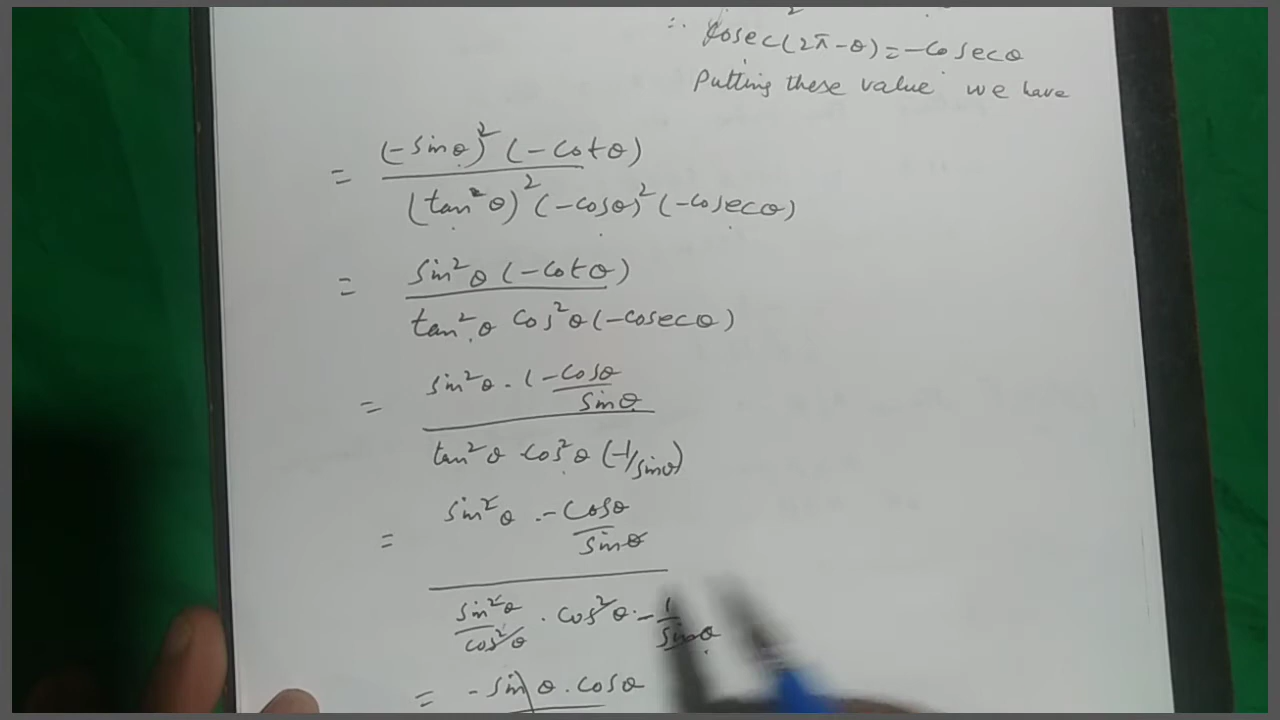 ∴ Cosec(2π-θ)=-Cosecθ
Putting these value we have
= (-sinθ)² (-cotθ)
(tan²θ)² (-cosθ)² (-cosecθ)
= sin²θ (-cotθ)
tan²θ cos²θ (-cosecθ)
= sin²θ . (-cosθ
sinθ
tan²θ cos²θ (-1/sinθ)
= sin²θ . -cosθ
sinθ
sin²θ . cos²θ . -1
cos²θ sinθ
= -sinθ . cosθ